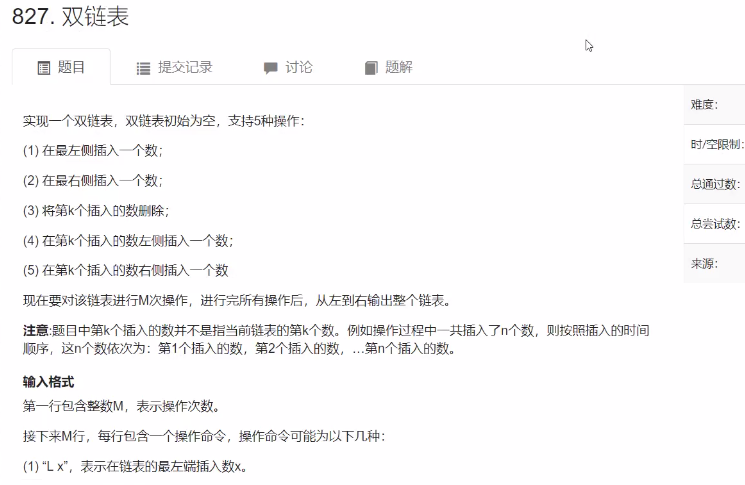 827. 双链表
题目
提交记录
讨论
题解
实现一个双链表，双链表初始为空，支持5种操作：
(1) 在最左侧插入一个数；
(2) 在最右侧插入一个数；
(3) 将第k个插入的数删除；
(4) 在第k个插入的数左侧插入一个数；
(5) 在第k个插入的数右侧插入一个数
现在要对该链表进行M次操作，进行完所有操作后，从左到右输出整个链表。
注意:题目中第k个插入的数并不是指当前链表的第k个数。例如操作过程中一共插入了n个数，则按照插入的时间
顺序，这n个数依次为：第1个插入的数，第2个插入的数，…第n个插入的数。
输入格式
第一行包含整数M，表示操作次数。
接下来M行，每行包含一个操作命令，操作命令可能为以下几种：
(1) “L x”，表示在链表的最左端插入数x。
难度：
时/空限制：
总通过数：
总尝试数：
来源：